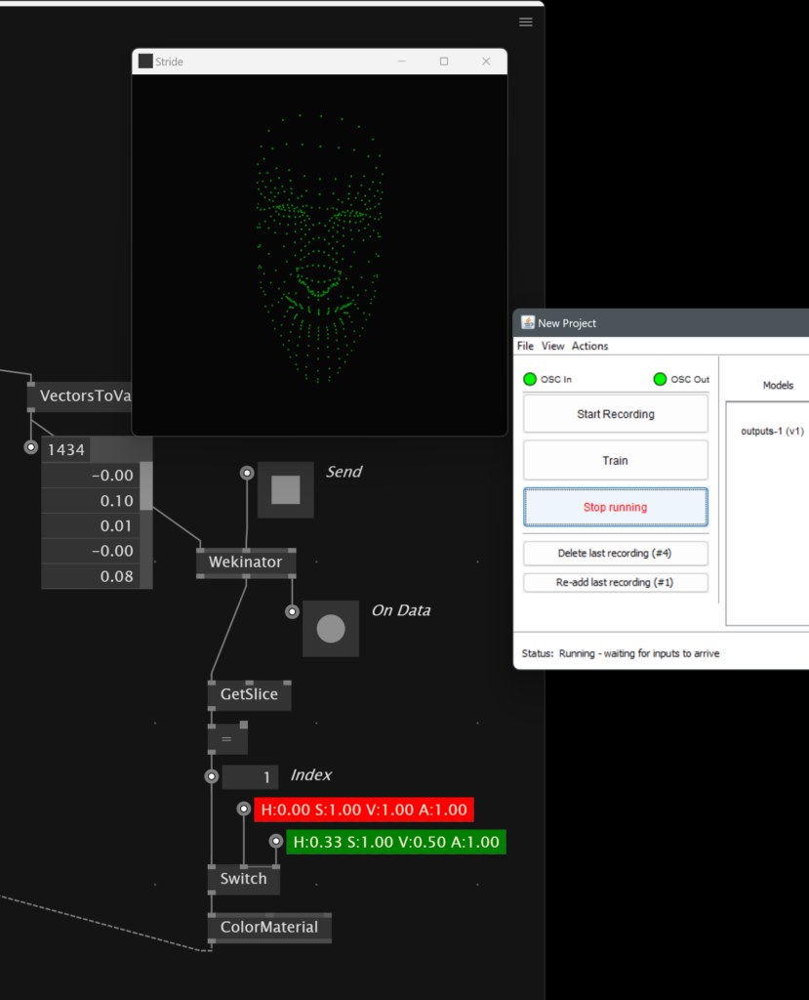 Stride
New Project
File View Actions
OSC In
OSC Out
Models
Start Recording
outputs-1 (v1)
Train
Stop running
Delete last recording (#4)
Re-add last recording (#1)
Status: Running - waiting for inputs to arrive
VectorsToVa
1434
-0.00
0.10
0.01
-0.00
0.08
Send
Wekinator
On Data
GetSlice
=
1
Index
H:0.00 S:1.00 V:1.00 A:1.00
H:0.33 S:1.00 V:0.50 A:1.00
Switch
ColorMaterial